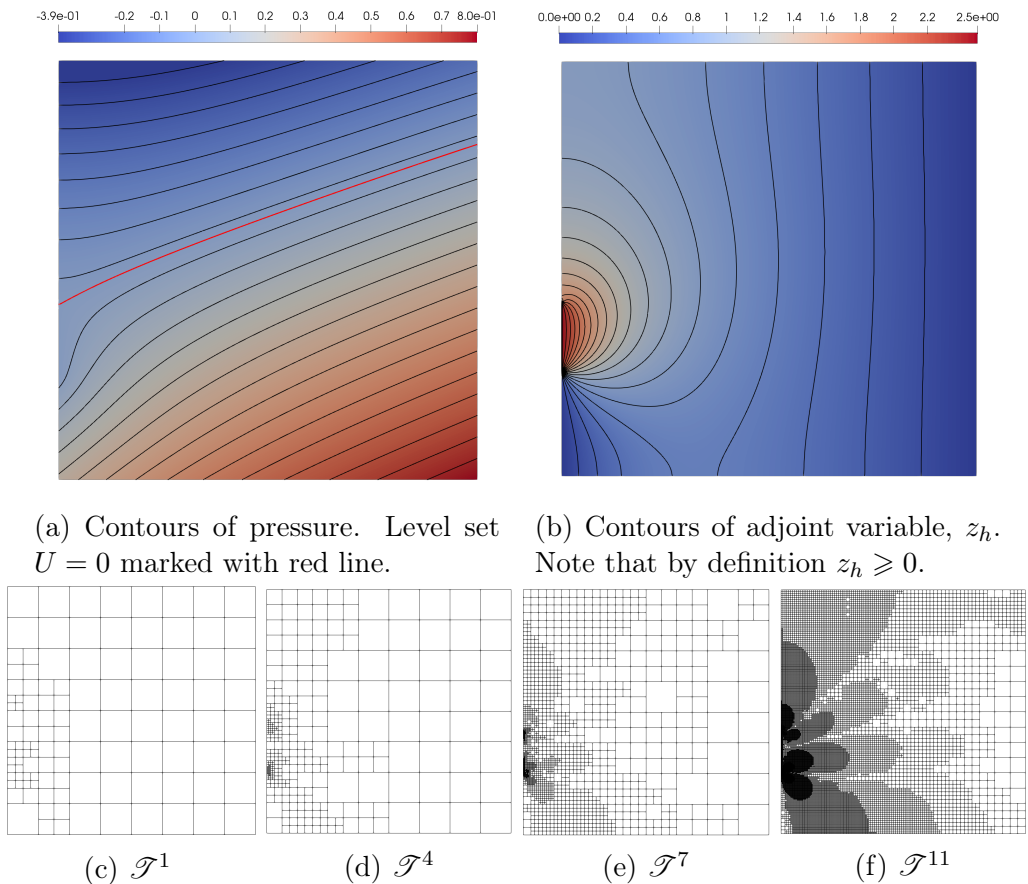 -3.9e-01 -0.2 -0.1 0 0.1 0.2 0.3 0.4 0.5 0.6 0.7 8.0e-01
0.0e+00 0.2 0.4 0.6 0.8 1 1.2 1.4 1.6 1.8 2 2.2 2.5e+00
(a) Contours of pressure. Level set
U = 0 marked with red line.
(b) Contours of adjoint variable, z_h.
Note that by definition z_h ⩾ 0.
(c) 𝒯^1
(d) 𝒯^4
(e) 𝒯^7
(f) 𝒯^11